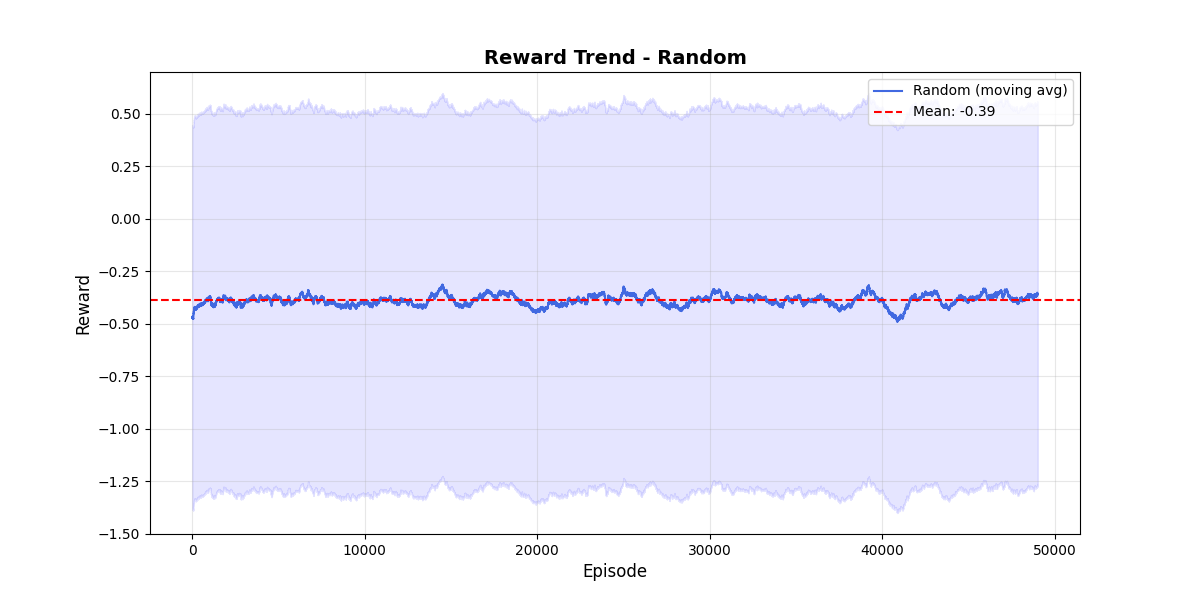 Reward Trend - Random
Random (moving avg)
Mean: -0.39
0.50
0.25
0.00
−0.25
−0.50
−0.75
−1.00
−1.25
−1.50
Reward
0 10000 20000 30000 40000 50000
Episode